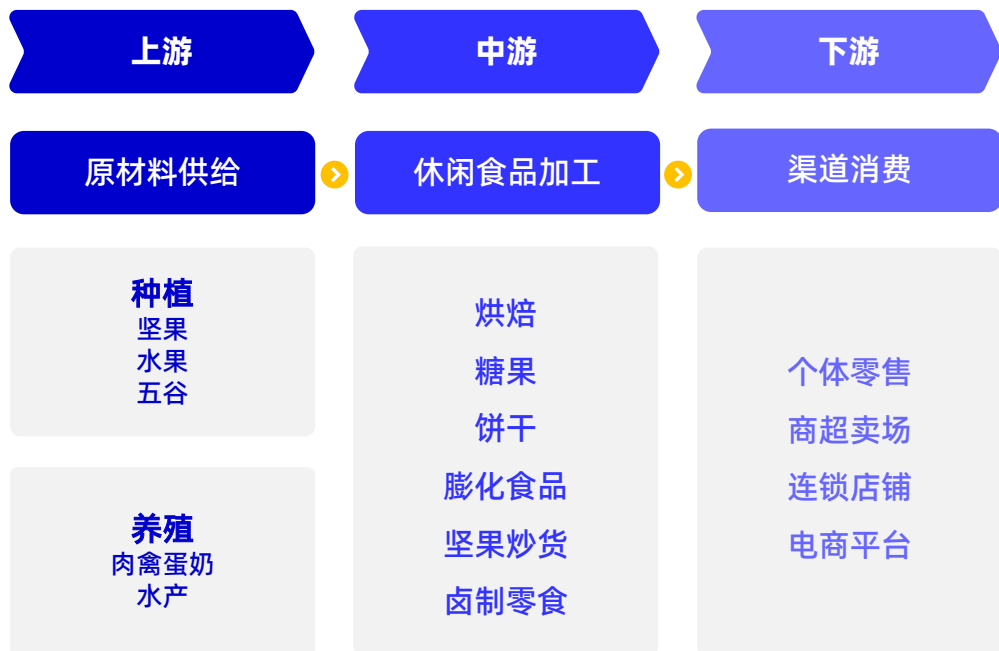 上游
中游
下游
原材料供给
休闲食品加工
渠道消费
种植
坚果
水果
五谷
养殖
肉禽蛋奶
水产
烘焙
糖果
饼干
膨化食品
坚果炒货
卤制零食
个体零售
商超卖场
连锁店铺
电商平台